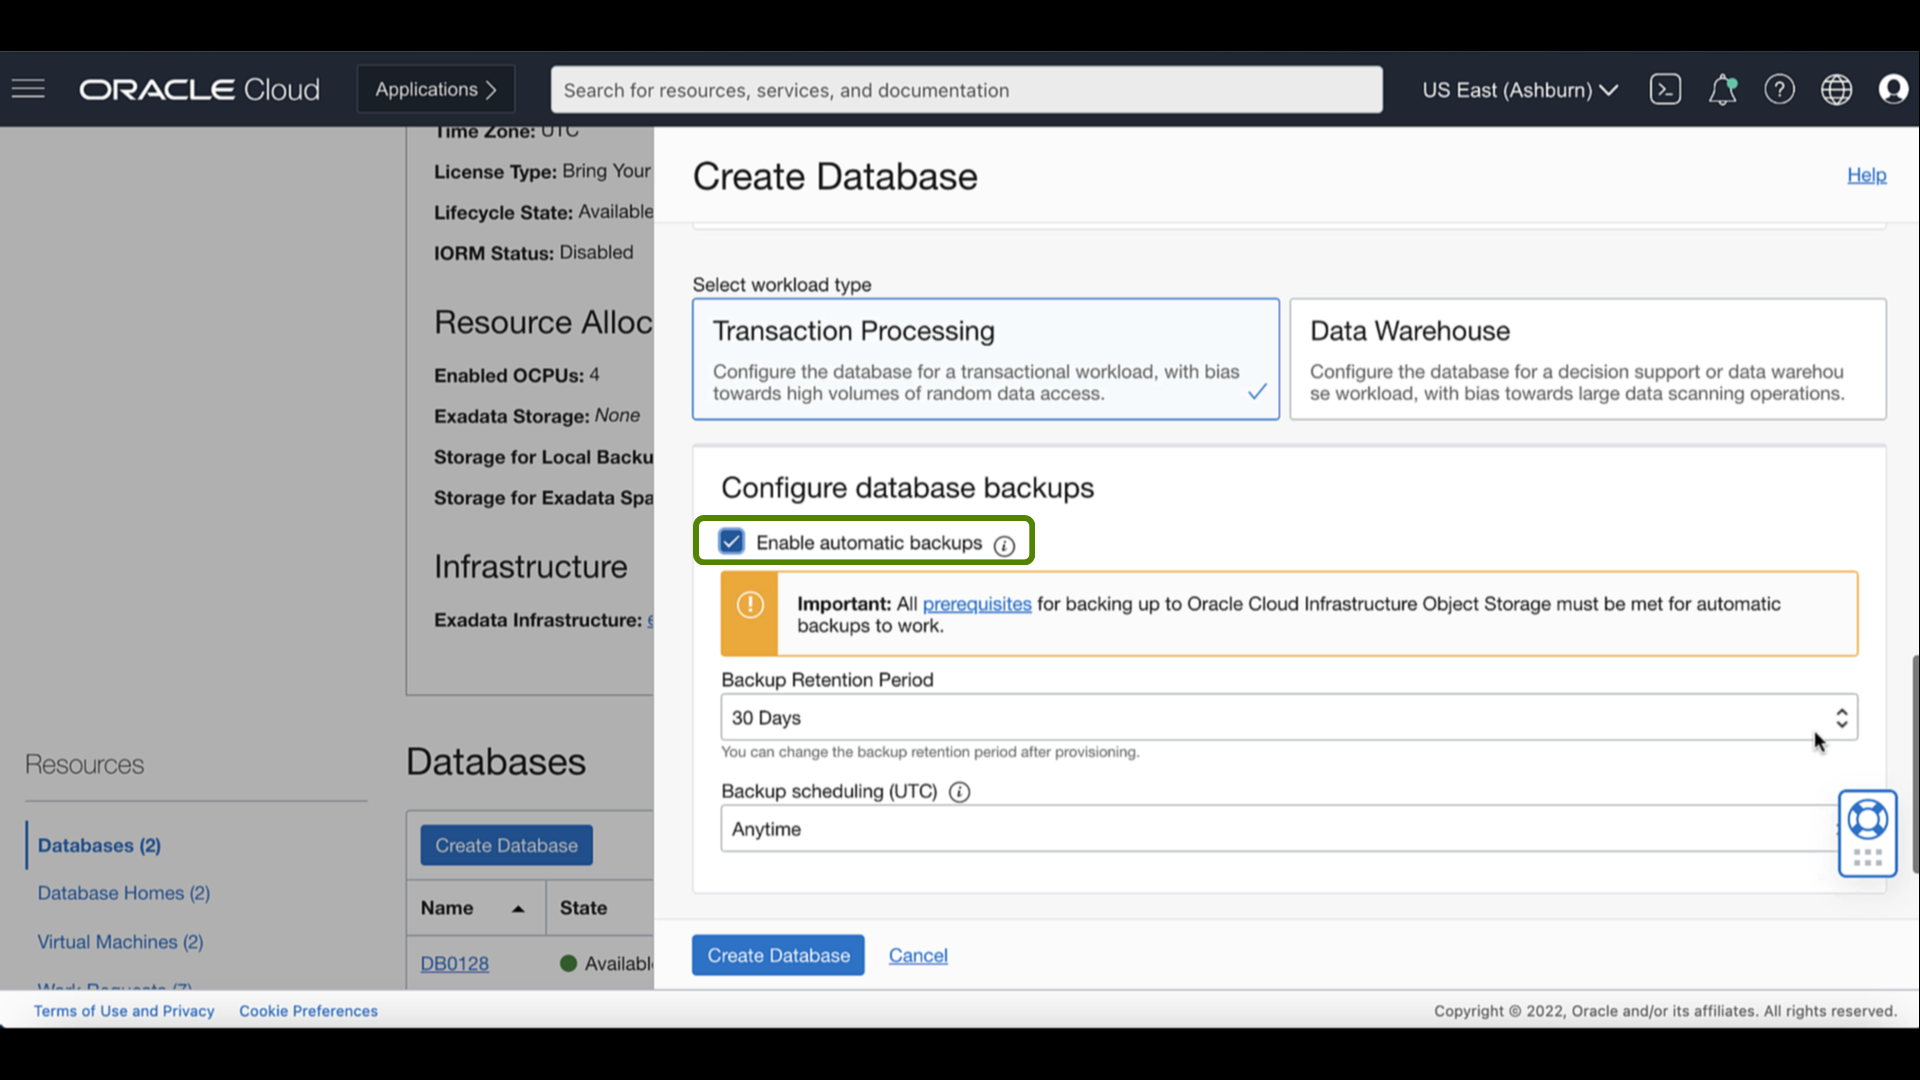 ORACLE Cloud
Applications
Search for resources, services, and documentation
US East (Ashburn)
Time Zone: UTC
License Type: Bring Your
Lifecycle State: Available
IORM Status: Disabled
Resource Alloc
Enabled OCPUs: 4
Exadata Storage: None
Storage for Local Backu
Storage for Exadata Spa
Infrastructure
Exadata Infrastructure: e
Resources
Databases (2)
Database Homes (2)
Virtual Machines (2)
Work Requests (7)
Databases
Create Database
Name
State
DB0128
Availabl
Create Database
Help
Select workload type
Transaction Processing
Configure the database for a transactional workload, with bias
towards high volumes of random data access.
Data Warehouse
Configure the database for a decision support or data warehou
se workload, with bias towards large data scanning operations.
Configure database backups
Enable automatic backups
Important: All prerequisites for backing up to Oracle Cloud Infrastructure Object Storage must be met for automatic
backups to work.
Backup Retention Period
30 Days
You can change the backup retention period after provisioning.
Backup scheduling (UTC)
Anytime
Create Database
Cancel
Terms of Use and Privacy
Cookie Preferences
Copyright © 2022, Oracle and/or its affiliates. All rights reserved.